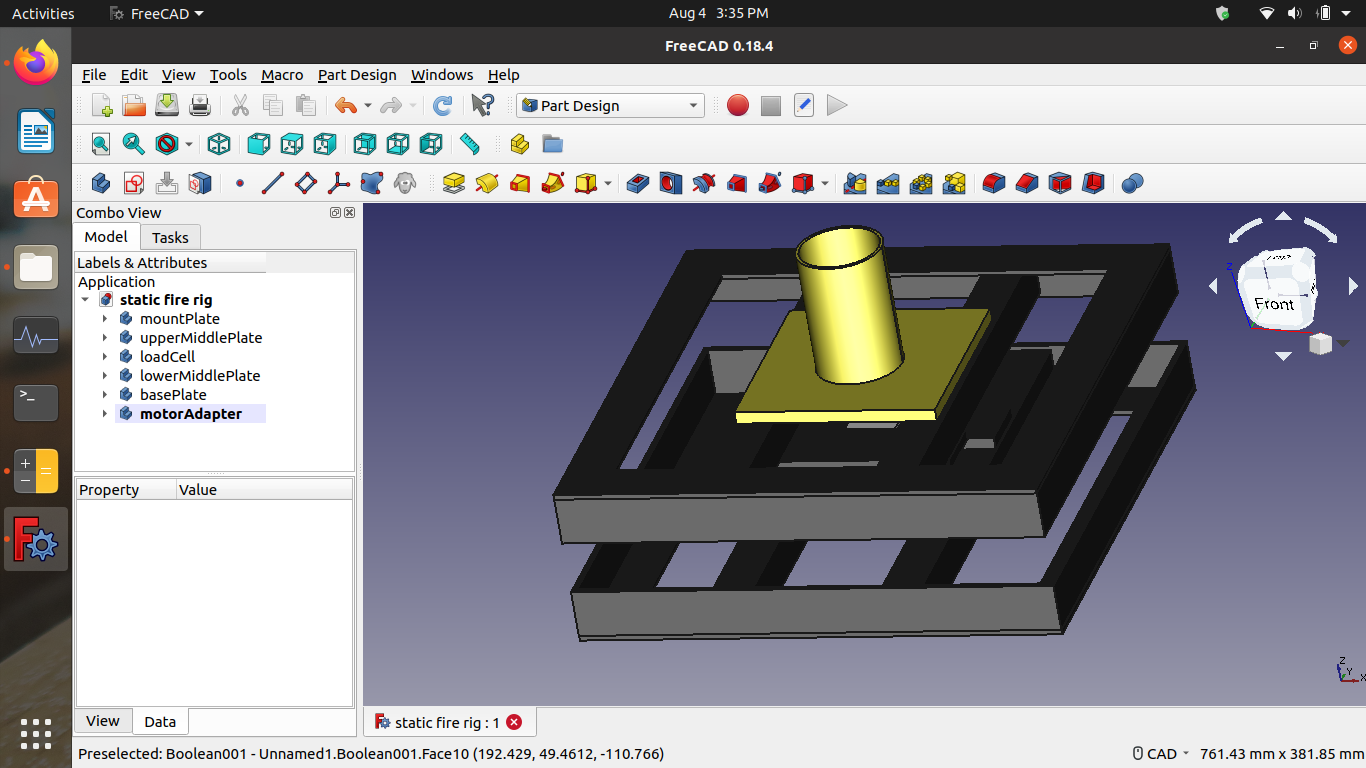 Activities FreeCAD Aug 4 3:35 PM
FreeCAD 0.18.4
File Edit View Tools Macro Part Design Windows Help
Part Design
Combo View
Model Tasks
Labels & Attributes
Application
static fire rig
mountPlate
upperMiddlePlate
loadCell
lowerMiddlePlate
basePlate
motorAdapter
Property Value
View Data
Z
Front
Z
Y
X
static fire rig : 1
Preselected: Boolean001 - Unnamed1.Boolean001.Face10 (192.429, 49.4612, -110.766) CAD 761.43 mm x 381.85 mm